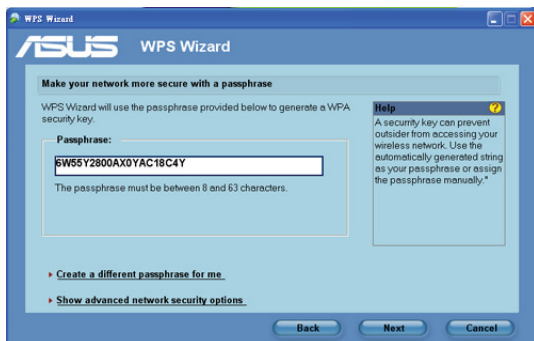 WPS Wizard
ASUS WPS Wizard
Make your network more secure with a passphrase
WPS Wizard will use the passphrase provided below to generate a WPA
security key.
Passphrase:
6W55Y2800AX0YAC18C4Y
The passphrase must be between 8 and 63 characters.
Help
A security key can prevent
outsider from accessing your
wireless network. Use the
automatically generated string
as your passphrase or assign
the passphrase manually."
Create a different passphrase for me
Show advanced network security options
Back Next Cancel